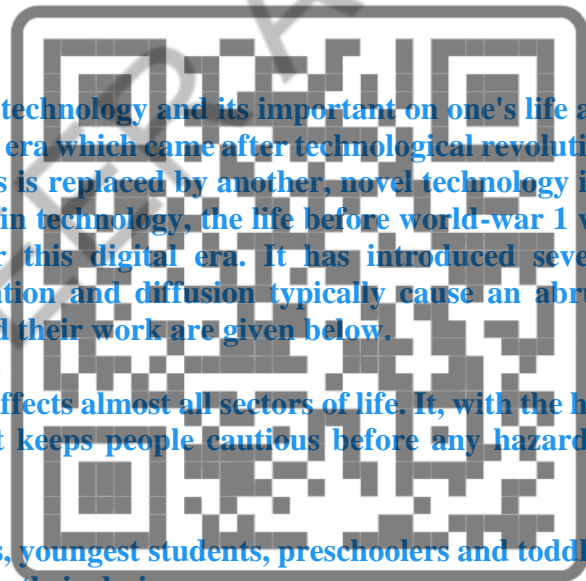 technology and its important on one's life a
era which came after technological revoluti
s is replaced by another, novel technology i
in technology, the life before world-war 1
r this digital era. It has introduced seve
tion and diffusion typically cause an abru
d their work are given below.
ffects almost all sectors of life. It, with the h
t keeps people cautious before any hazard
s, youngest students, preschoolers and toddl